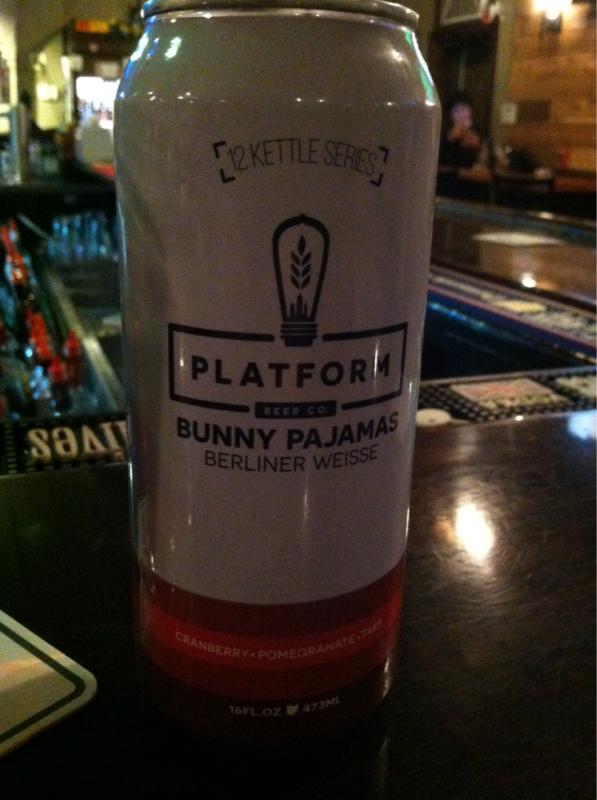 12 KETTLE SERIES
PLATFORM
BEER CO.
BUNNY PAJAMAS
BERLINER WEISSE
CRANBERRY • POMEGRANATE • TART
16FL.OZ 473ML